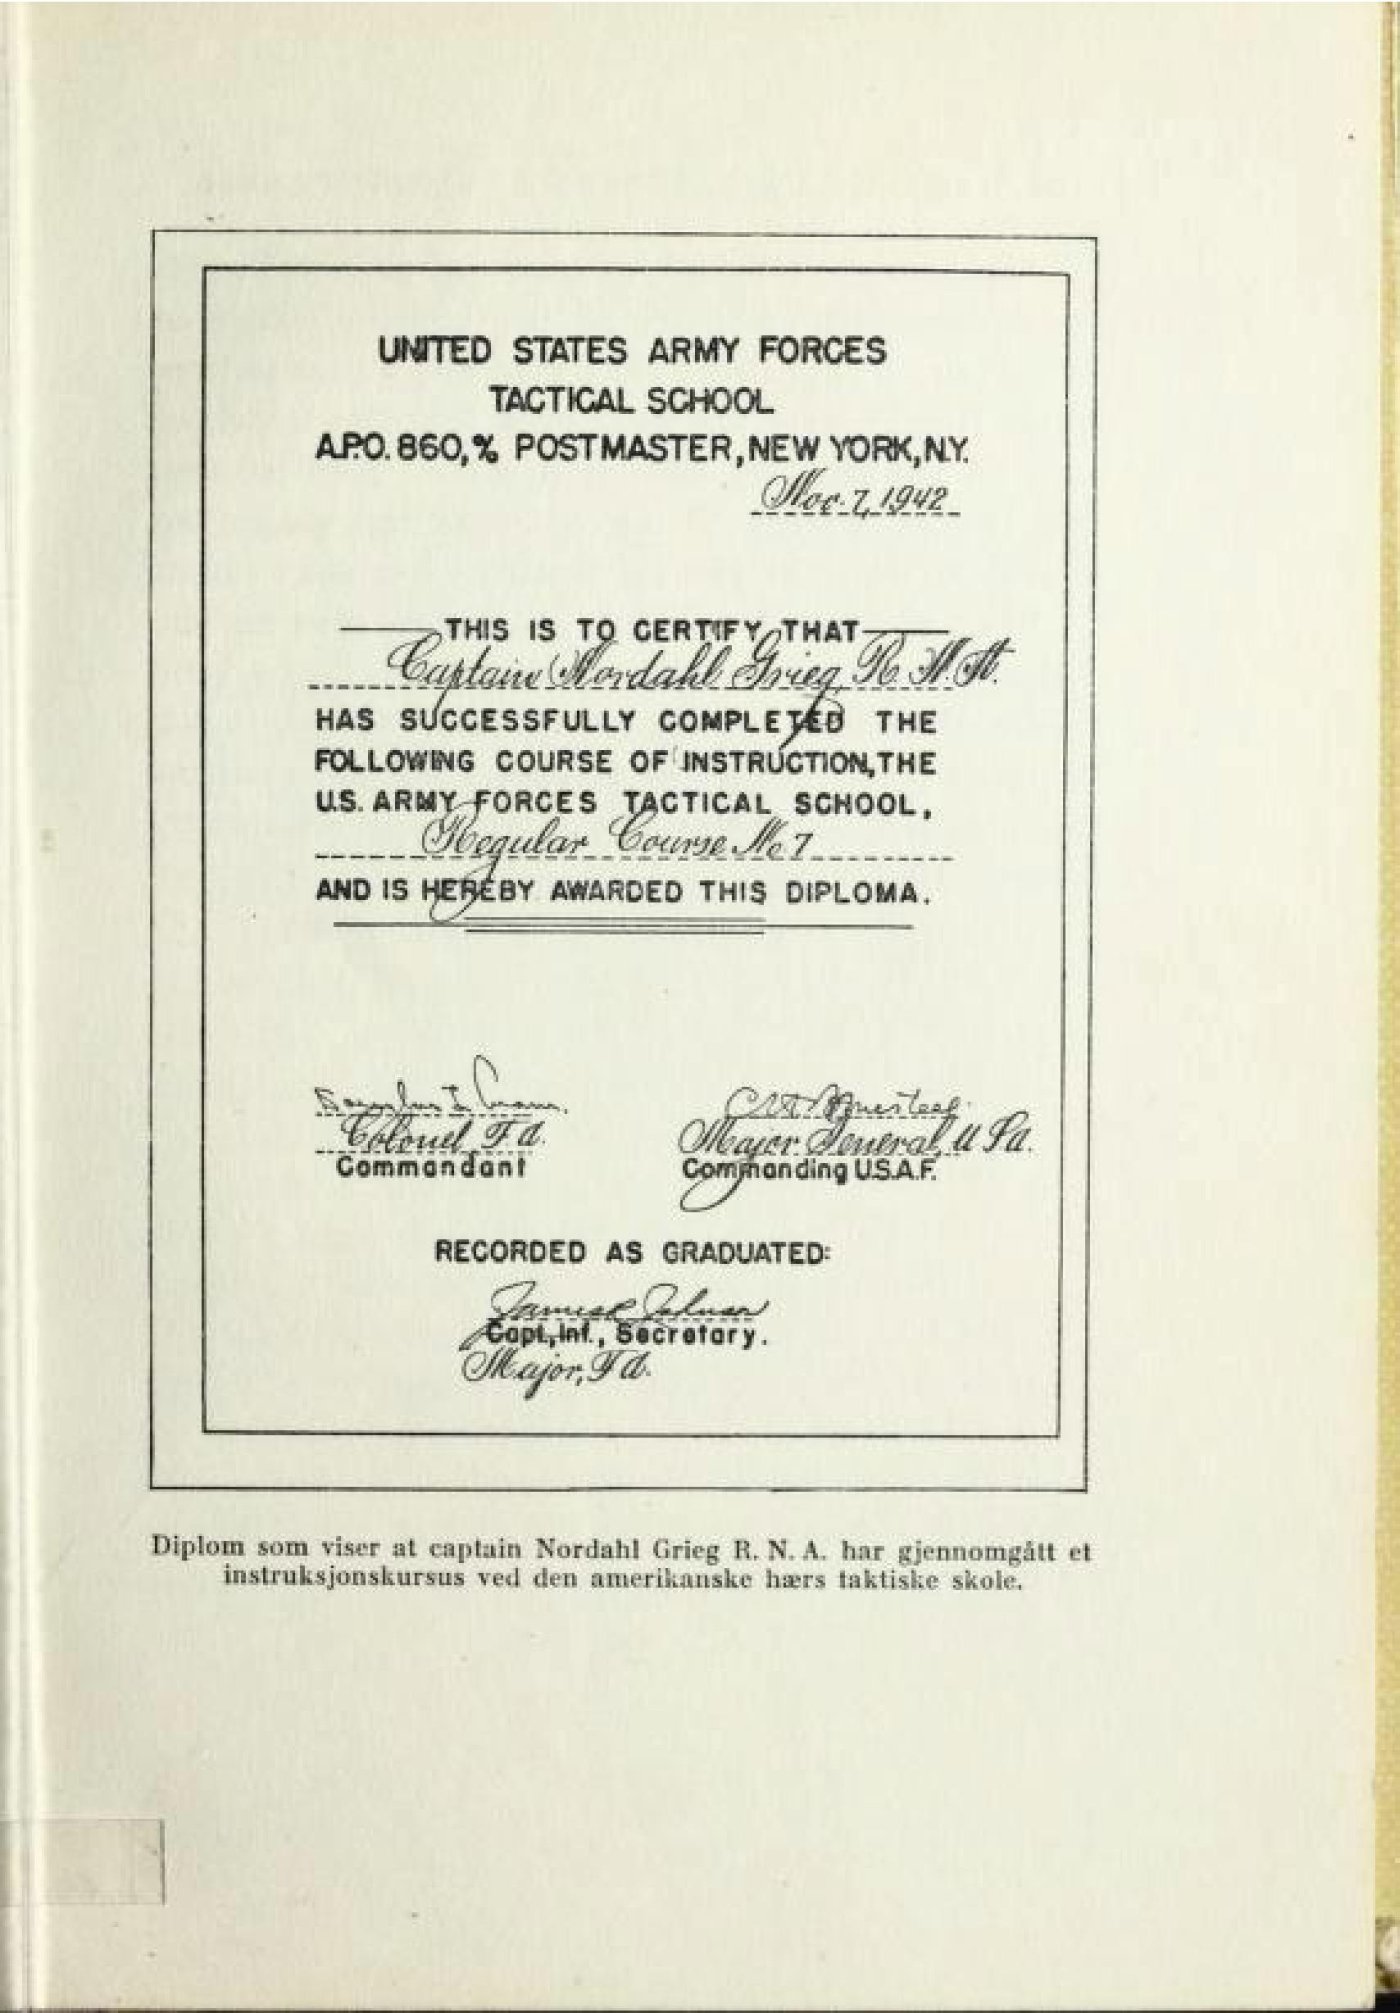 UNITED STATES ARMY FORCES
TACTICAL SCHOOL
A.P.O. 860, % POSTMASTER, NEW YORK, N.Y.
Nov. 7, 1942
THIS IS TO CERTIFY THAT
Captain Nordahl Grieg, R. N. A.
HAS SUCCESSFULLY COMPLETED THE
FOLLOWING COURSE OF INSTRUCTION, THE
U.S. ARMY FORCES TACTICAL SCHOOL,
Regular Course No 7
AND IS HEREBY AWARDED THIS DIPLOMA.
Colonel, F.A.
Commandant
Major General, U S A.
Commanding U.S.A.F.
RECORDED AS GRADUATED:
Capt., Inf., Secretary.
Major, F A.
Diplom som viser at captain Nordahl Grieg R. N. A. har gjennomgått et
instruksjonskursus ved den amerikanske hærs taktiske skole.